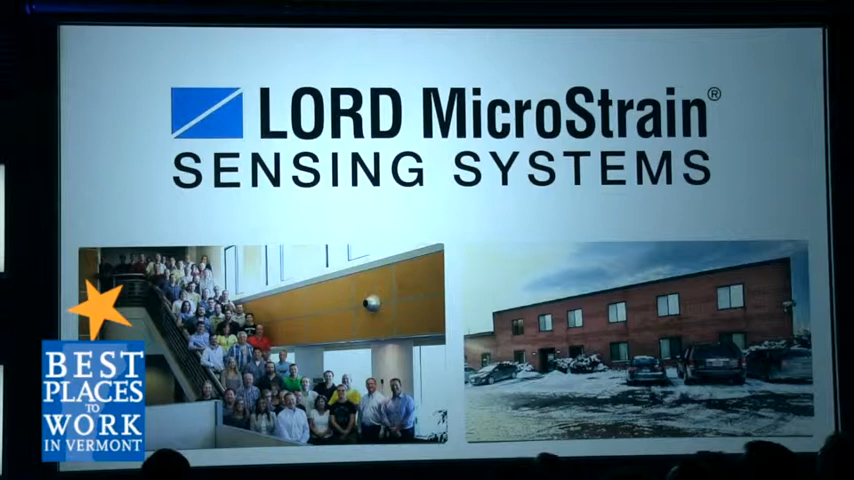 LORD MicroStrain®
SENSING SYSTEMS
BEST
PLACES
TO
WORK
IN VERMONT